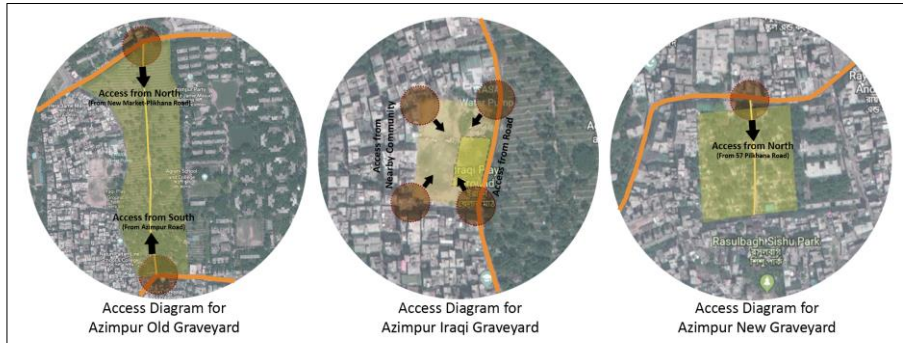 Access from North
(From New Market-Pilkhana Road)
Access from South
(From Azimpur Road)
Access Diagram for
Azimpur Old Graveyard
Access from
Nearby Community
Access from Road
Water Pump
Access Diagram for
Azimpur Iraqi Graveyard
Access from North
(From 57 Pilkhana Road)
Rasulbagh Sishu Park
Access Diagram for
Azimpur New Graveyard